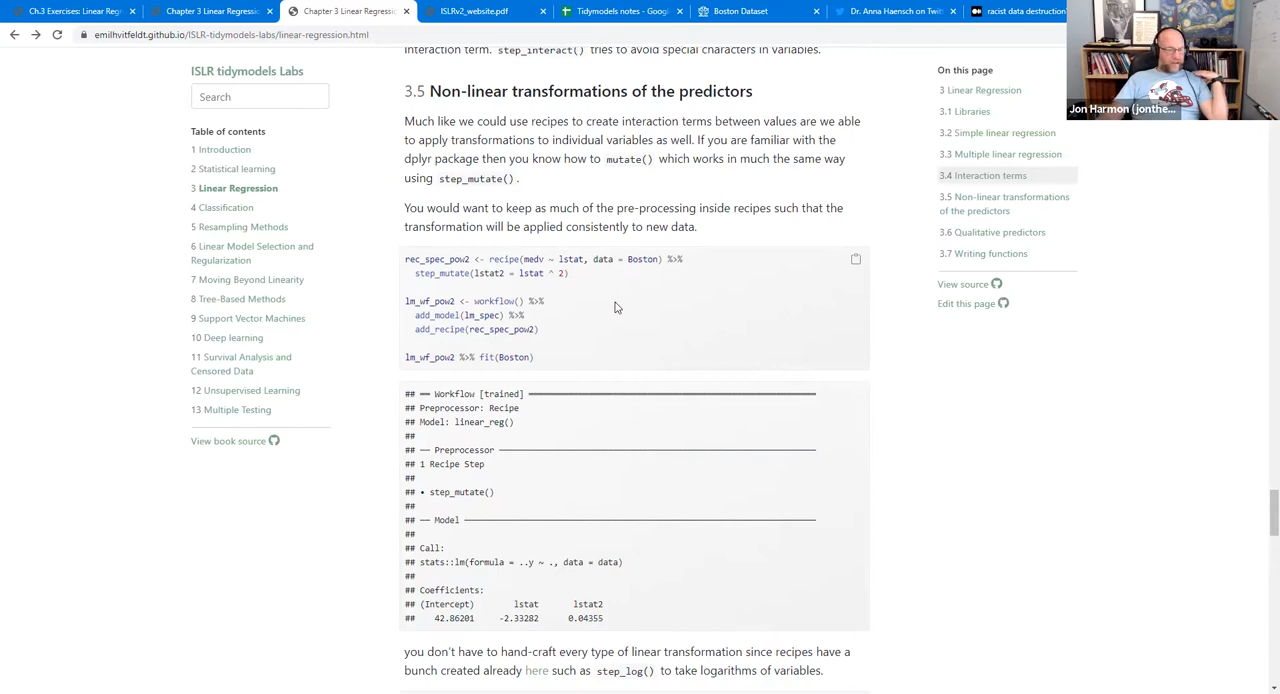 Ch.3 Exercises: Linear Reg
Chapter 3 Linear Regressio
Chapter 3 Linear Regressio
ISLRv2_website.pdf
Tidymodels notes - Googl
Boston Dataset
Dr. Anna Haensch on Twit
racist data destruction?
emilhvitfeldt.github.io/ISLR-tidymodels-labs/linear-regression.html
Jon Harmon (jonthe...
ISLR tidymodels Labs
Search
Table of contents
1 Introduction
2 Statistical learning
3 Linear Regression
4 Classification
5 Resampling Methods
6 Linear Model Selection and
Regularization
7 Moving Beyond Linearity
8 Tree-Based Methods
9 Support Vector Machines
10 Deep learning
11 Survival Analysis and
Censored Data
12 Unsupervised Learning
13 Multiple Testing
View book source
interaction term. step_interact() tries to avoid special characters in variables.
3.5 Non-linear transformations of the predictors
Much like we could use recipes to create interaction terms between values are we able
to apply transformations to individual variables as well. If you are familiar with the
dplyr package then you know how to mutate() which works in much the same way
using step_mutate().
You would want to keep as much of the pre-processing inside recipes such that the
transformation will be applied consistently to new data.
rec_spec_pow2 <- recipe(medv ~ lstat, data = Boston) %>%
step_mutate(lstat2 = lstat ^ 2)
lm_wf_pow2 <- workflow() %>%
add_model(lm_spec) %>%
add_recipe(rec_spec_pow2)
lm_wf_pow2 %>% fit(Boston)
## ══ Workflow [trained] ══════════
## Preprocessor: Recipe
## Model: linear_reg()
##
## ── Preprocessor ──────────
## 1 Recipe Step
##
## • step_mutate()
##
## ── Model ──────────
##
## Call:
## stats::lm(formula = ..y ~ ., data = data)
##
## Coefficients:
## (Intercept) lstat lstat2
## 42.86201 -2.33282 0.04355
you don't have to hand-craft every type of linear transformation since recipes have a
bunch created already here such as step_log() to take logarithms of variables.
On this page
3 Linear Regression
3.1 Libraries
3.2 Simple linear regression
3.3 Multiple linear regression
3.4 Interaction terms
3.5 Non-linear transformations
of the predictors
3.6 Qualitative predictors
3.7 Writing functions
View source
Edit this page